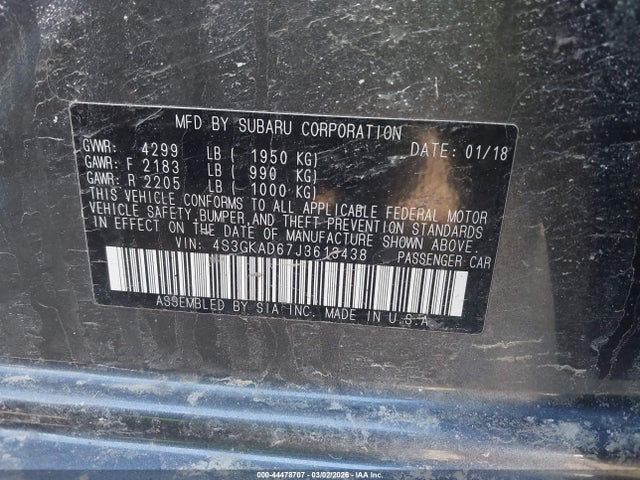 MFD BY SUBARU CORPORATION
GVWR: 4299 LB ( 1950 KG) DATE: 01/18
GAWR: F 2183 LB ( 990 KG)
GAWR: R 2205 LB ( 1000 KG)
THIS VEHICLE CONFORMS TO ALL APPLICABLE FEDERAL MOTOR
VEHICLE SAFETY, BUMPER, AND THEFT PREVENTION STANDARDS
IN EFFECT ON THE DATE OF MANUFACTURE SHOWN ABOVE
VIN: 4S3GKAD67J3613438 PASSENGER CAR
ASSEMBLED BY SIA INC. MADE IN U.S.A
000-44478707 - 03/02/2026 - IAA Inc.